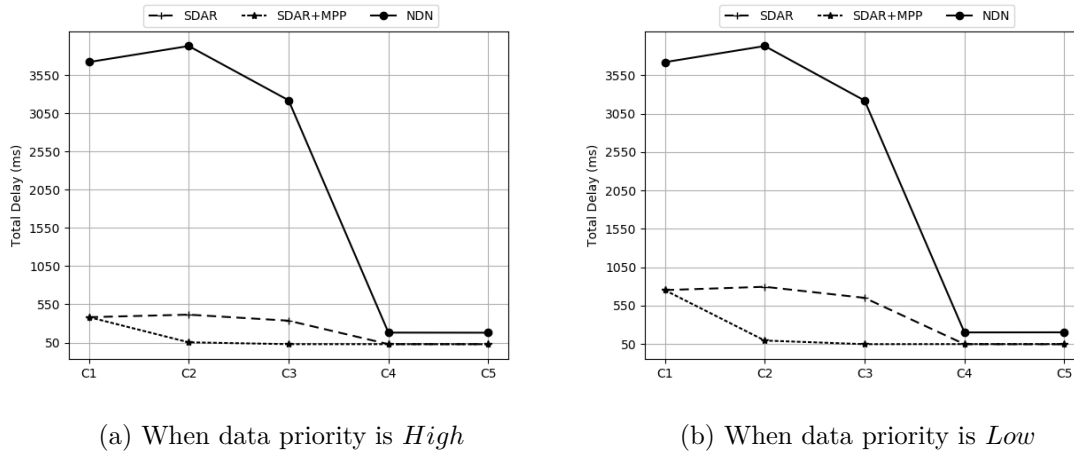 SDAR SDAR+MPP NDN
Total Delay (ms)
3550
3050
2550
2050
1550
1050
550
50
C1 C2 C3 C4 C5
(a) When data priority is High
SDAR SDAR+MPP NDN
Total Delay (ms)
3550
3050
2550
2050
1550
1050
550
50
C1 C2 C3 C4 C5
(b) When data priority is Low